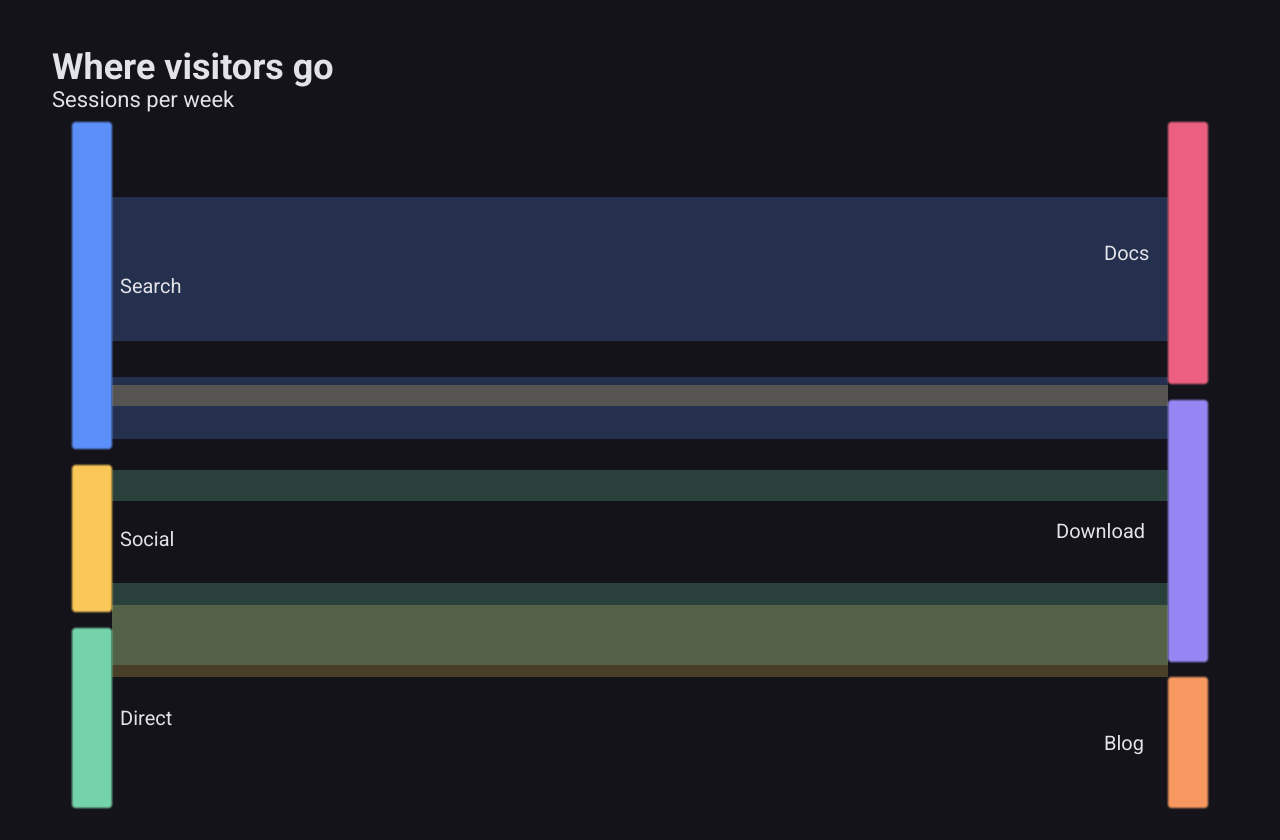 Where visitors go
Sessions per week
Docs
Search
Download
Social
Direct
Blog